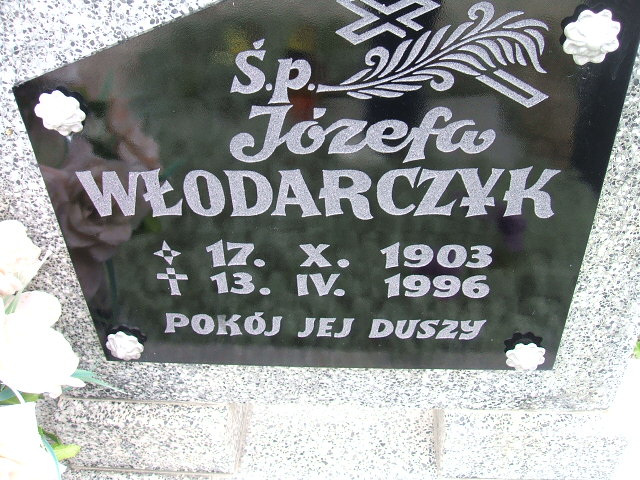 Ś.p.
Józefa
WŁODARCZYK
17. X. 1903
13. IV. 1996
POKÓJ JEJ DUSZY